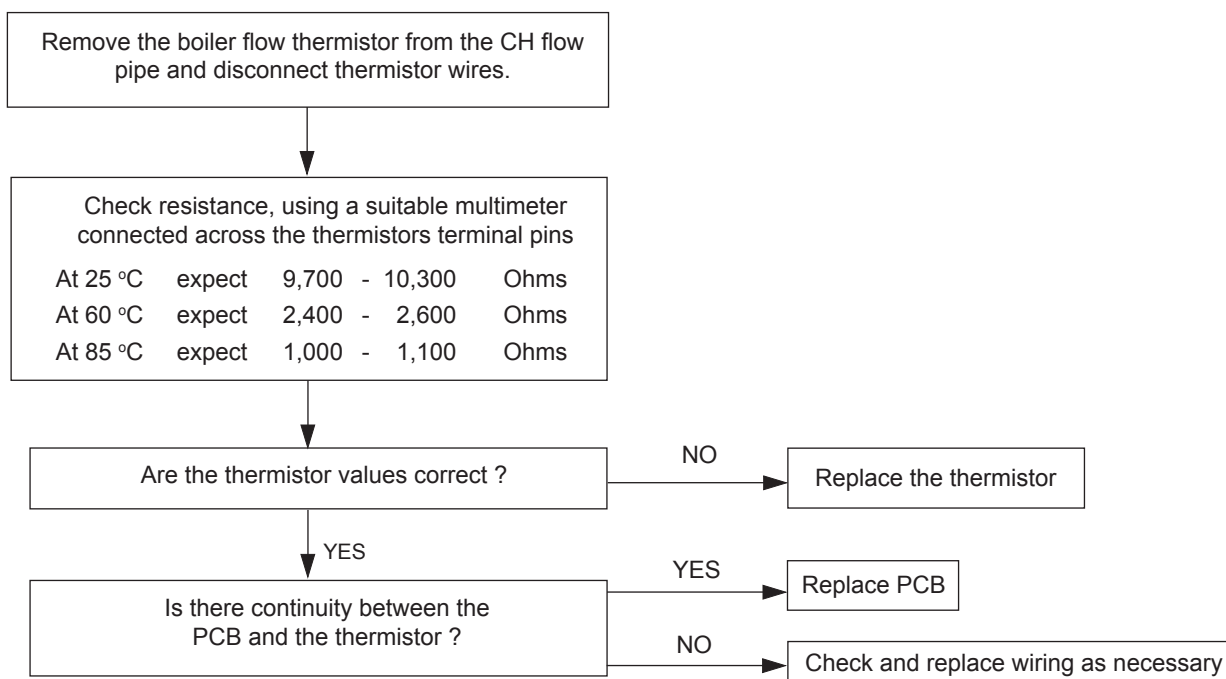 Remove the boiler flow thermistor from the CH flow
pipe and disconnect thermistor wires.
Check resistance, using a suitable multimeter
connected across the thermistors terminal pins
At 25 ºC expect 9,700 - 10,300 Ohms
At 60 ºC expect 2,400 - 2,600 Ohms
At 85 ºC expect 1,000 - 1,100 Ohms
Are the thermistor values correct ?
NO
Replace the thermistor
YES
Is there continuity between the
PCB and the thermistor ?
YES
Replace PCB
NO
Check and replace wiring as necessary